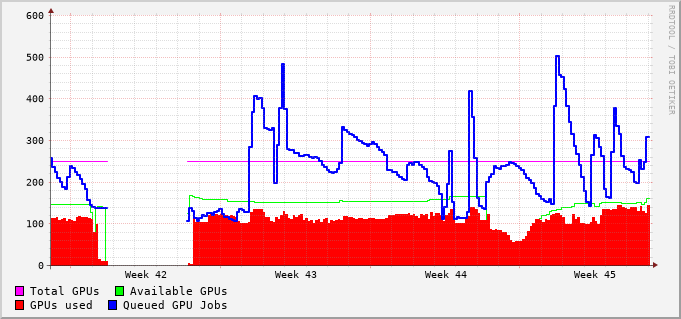 600
500
400
300
200
100
0
Week 42 Week 43 Week 44 Week 45
Total GPUs Available GPUs
GPUs used Queued GPU Jobs
RRDTOOL / TOBI OETIKER